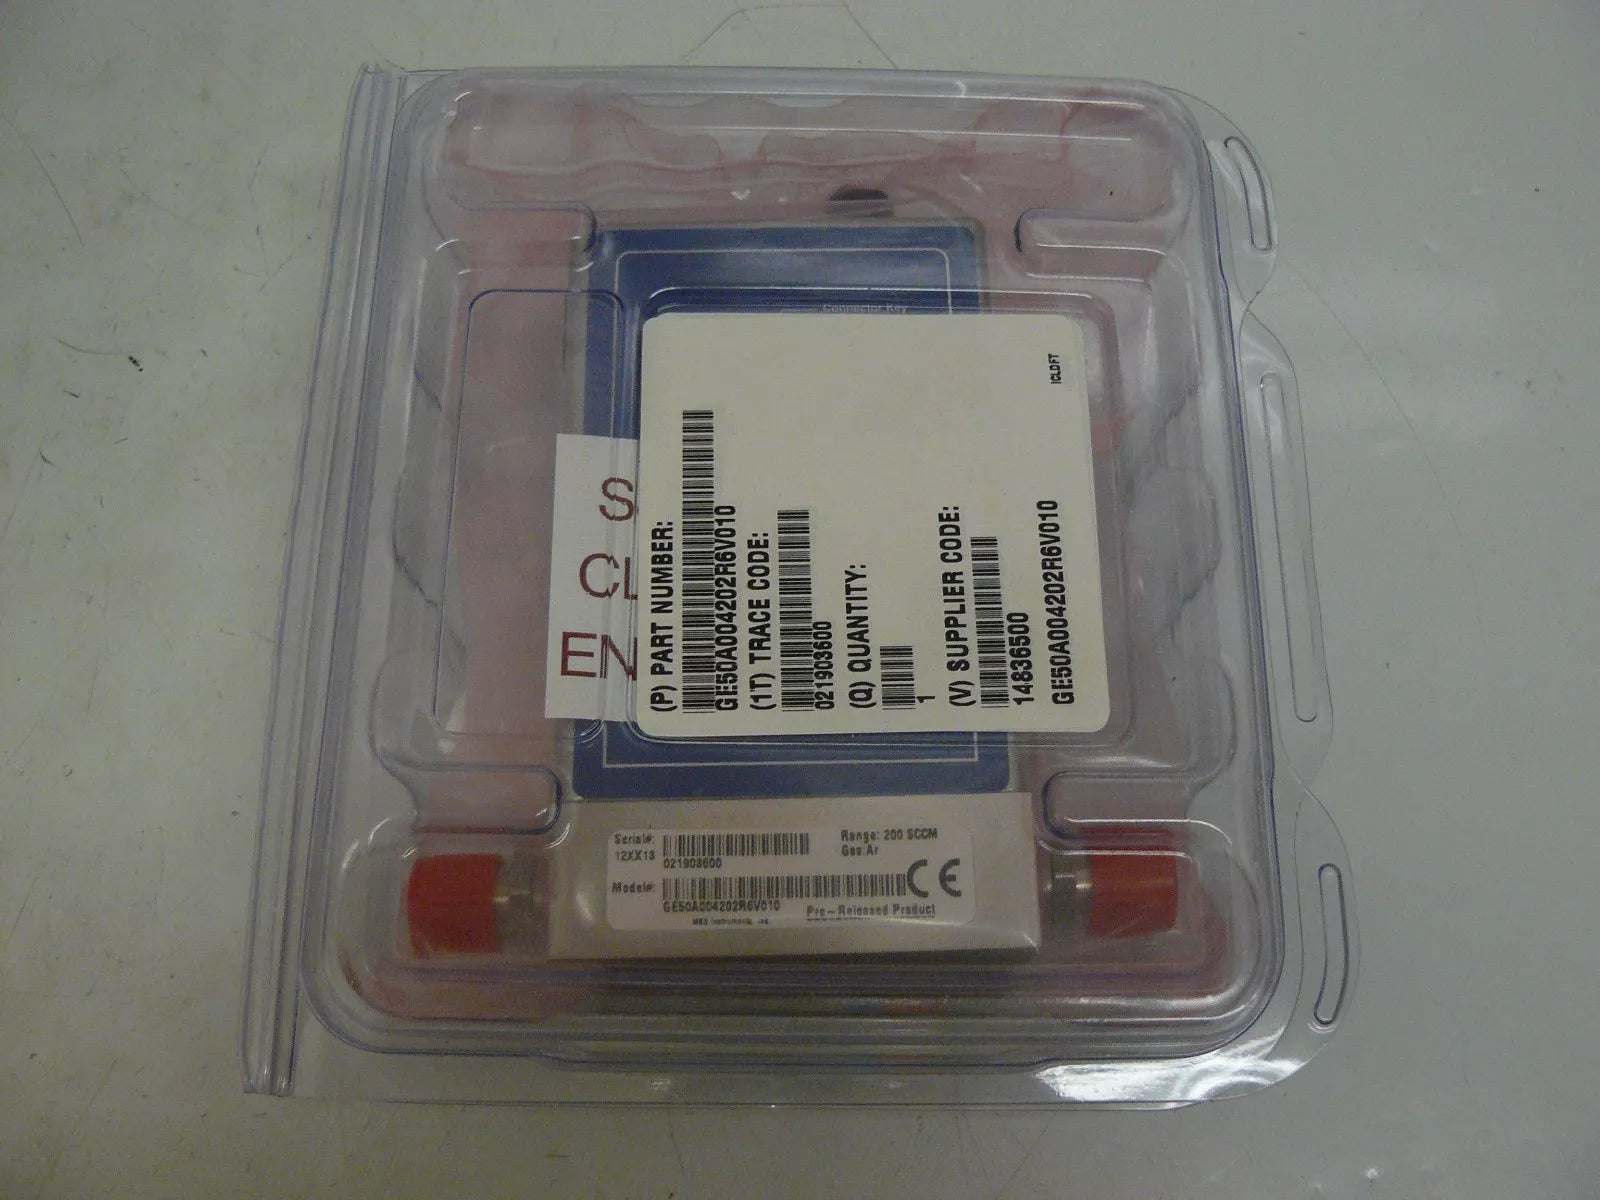 Connector Key
ICLDFT
S
CL
EN
(P) PART NUMBER:
GE50A004202R6V010
(1T) TRACE CODE:
021903600
(Q) QUANTITY:
1
(V) SUPPLIER CODE:
14836500
GE50A004202R6V010
Serial#:
12XX13
021903600
Range: 200 SCCM
Gas:Ar
Model#:
GE50A004202R6V010
CE
MKS Instruments, Inc.
Pre-Released Product